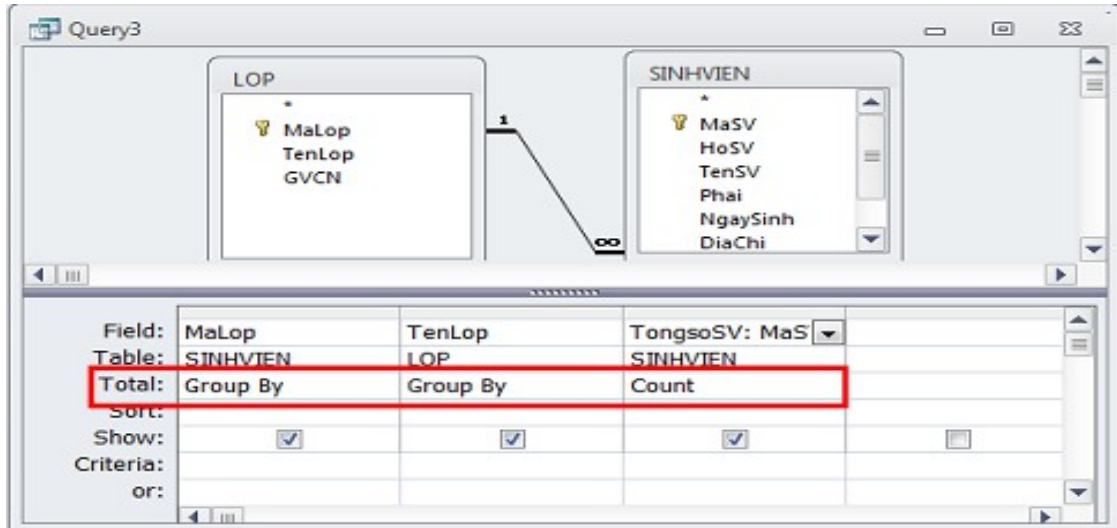 Query3
LOP
*
MaLop
TenLop
GVCN
1
∞
SINHVIEN
*
MaSV
HoSV
TenSV
Phai
NgaySinh
DiaChi
Field: MaLop TenLop TongsoSV: MaS
Table: SINHVIEN LOP SINHVIEN
Total: Group By Group By Count
Sort:
Show:
Criteria:
or: